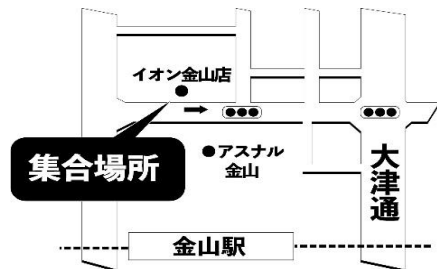 イオン金山店
集合場所
アスナル
金山
大津通
金山駅